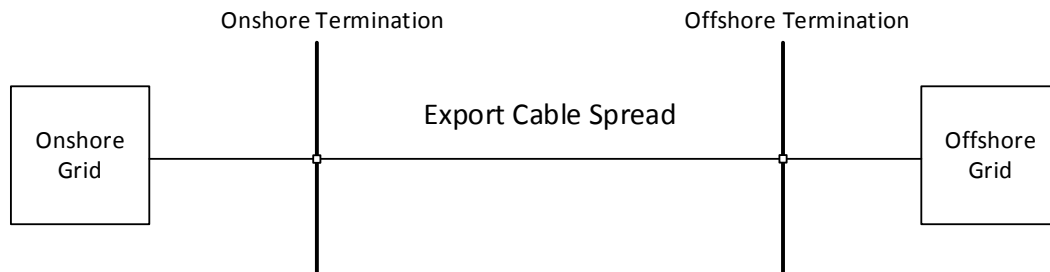 Onshore Termination
Offshore Termination
Export Cable Spread
Onshore
Grid
Offshore
Grid